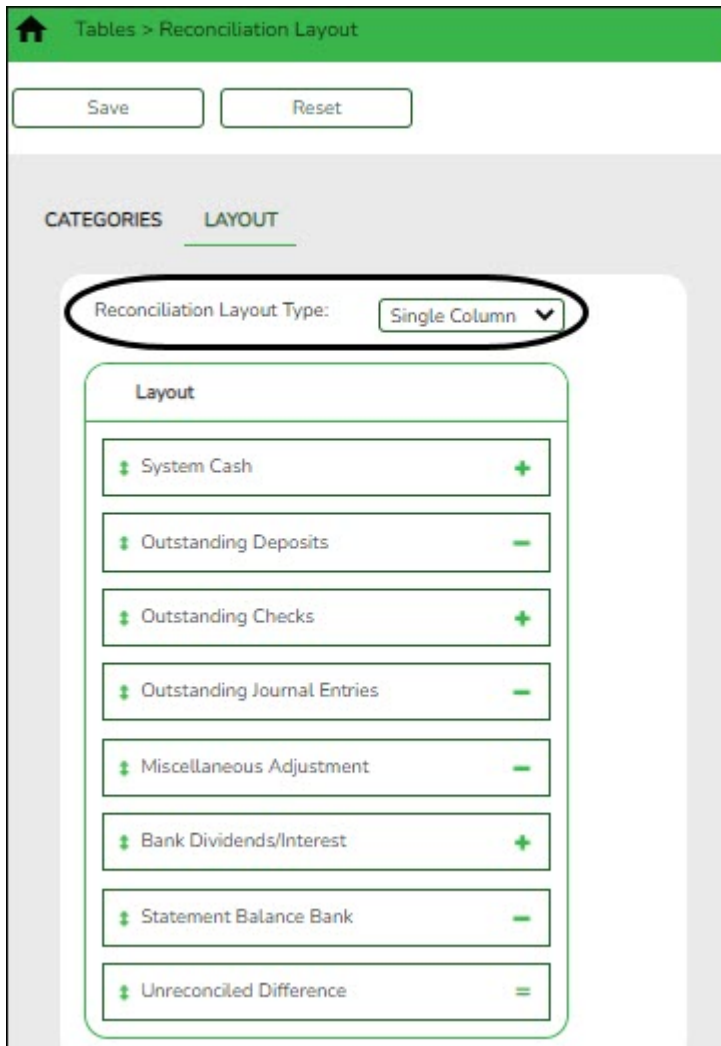 Tables > Reconciliation Layout
Save Reset
CATEGORIES LAYOUT
Reconciliation Layout Type: Single Column
Layout
System Cash +
Outstanding Deposits −
Outstanding Checks +
Outstanding Journal Entries −
Miscellaneous Adjustment −
Bank Dividends/Interest +
Statement Balance Bank −
Unreconciled Difference =